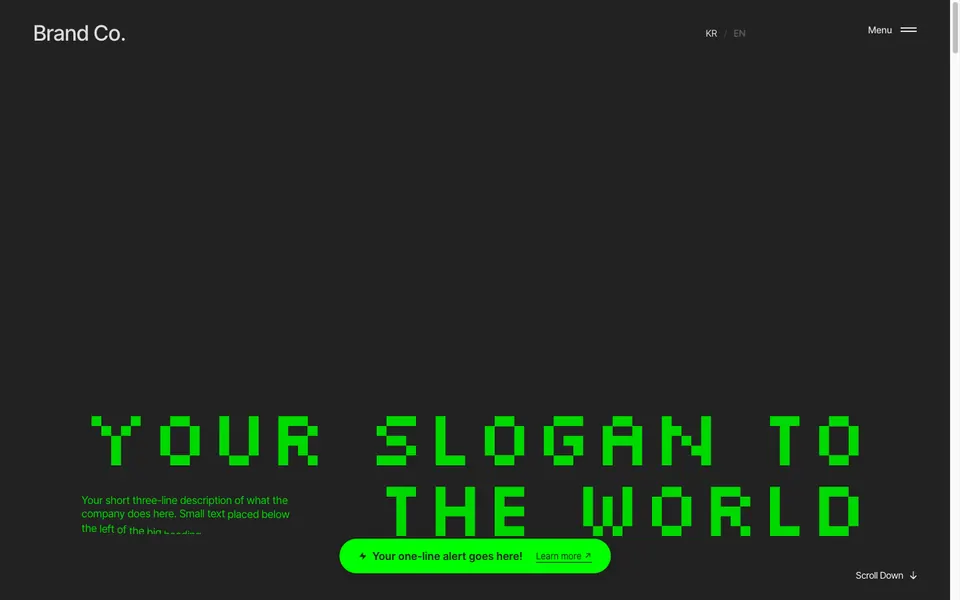 Brand Co.
KR / EN
Menu
YOUR SLOGAN TO
THE WORLD
Your short three-line description of what the
company does here. Small text placed below
the left of the big heading
Your one-line alert goes here!
Learn more ↗
Scroll Down ↓